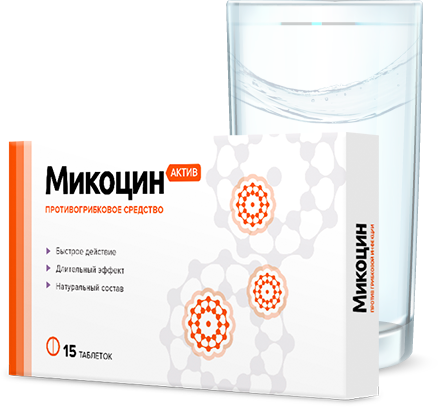 Микоцин АКТИВ
ПРОТИВОГРИБКОВОЕ СРЕДСТВО
Быстрое действие
Длительный эффект
Натуральный состав
15 ТАБЛЕТОК
Микоцин
ПРОТИВ ГРИБКОВОЙ ИНФЕКЦИИ